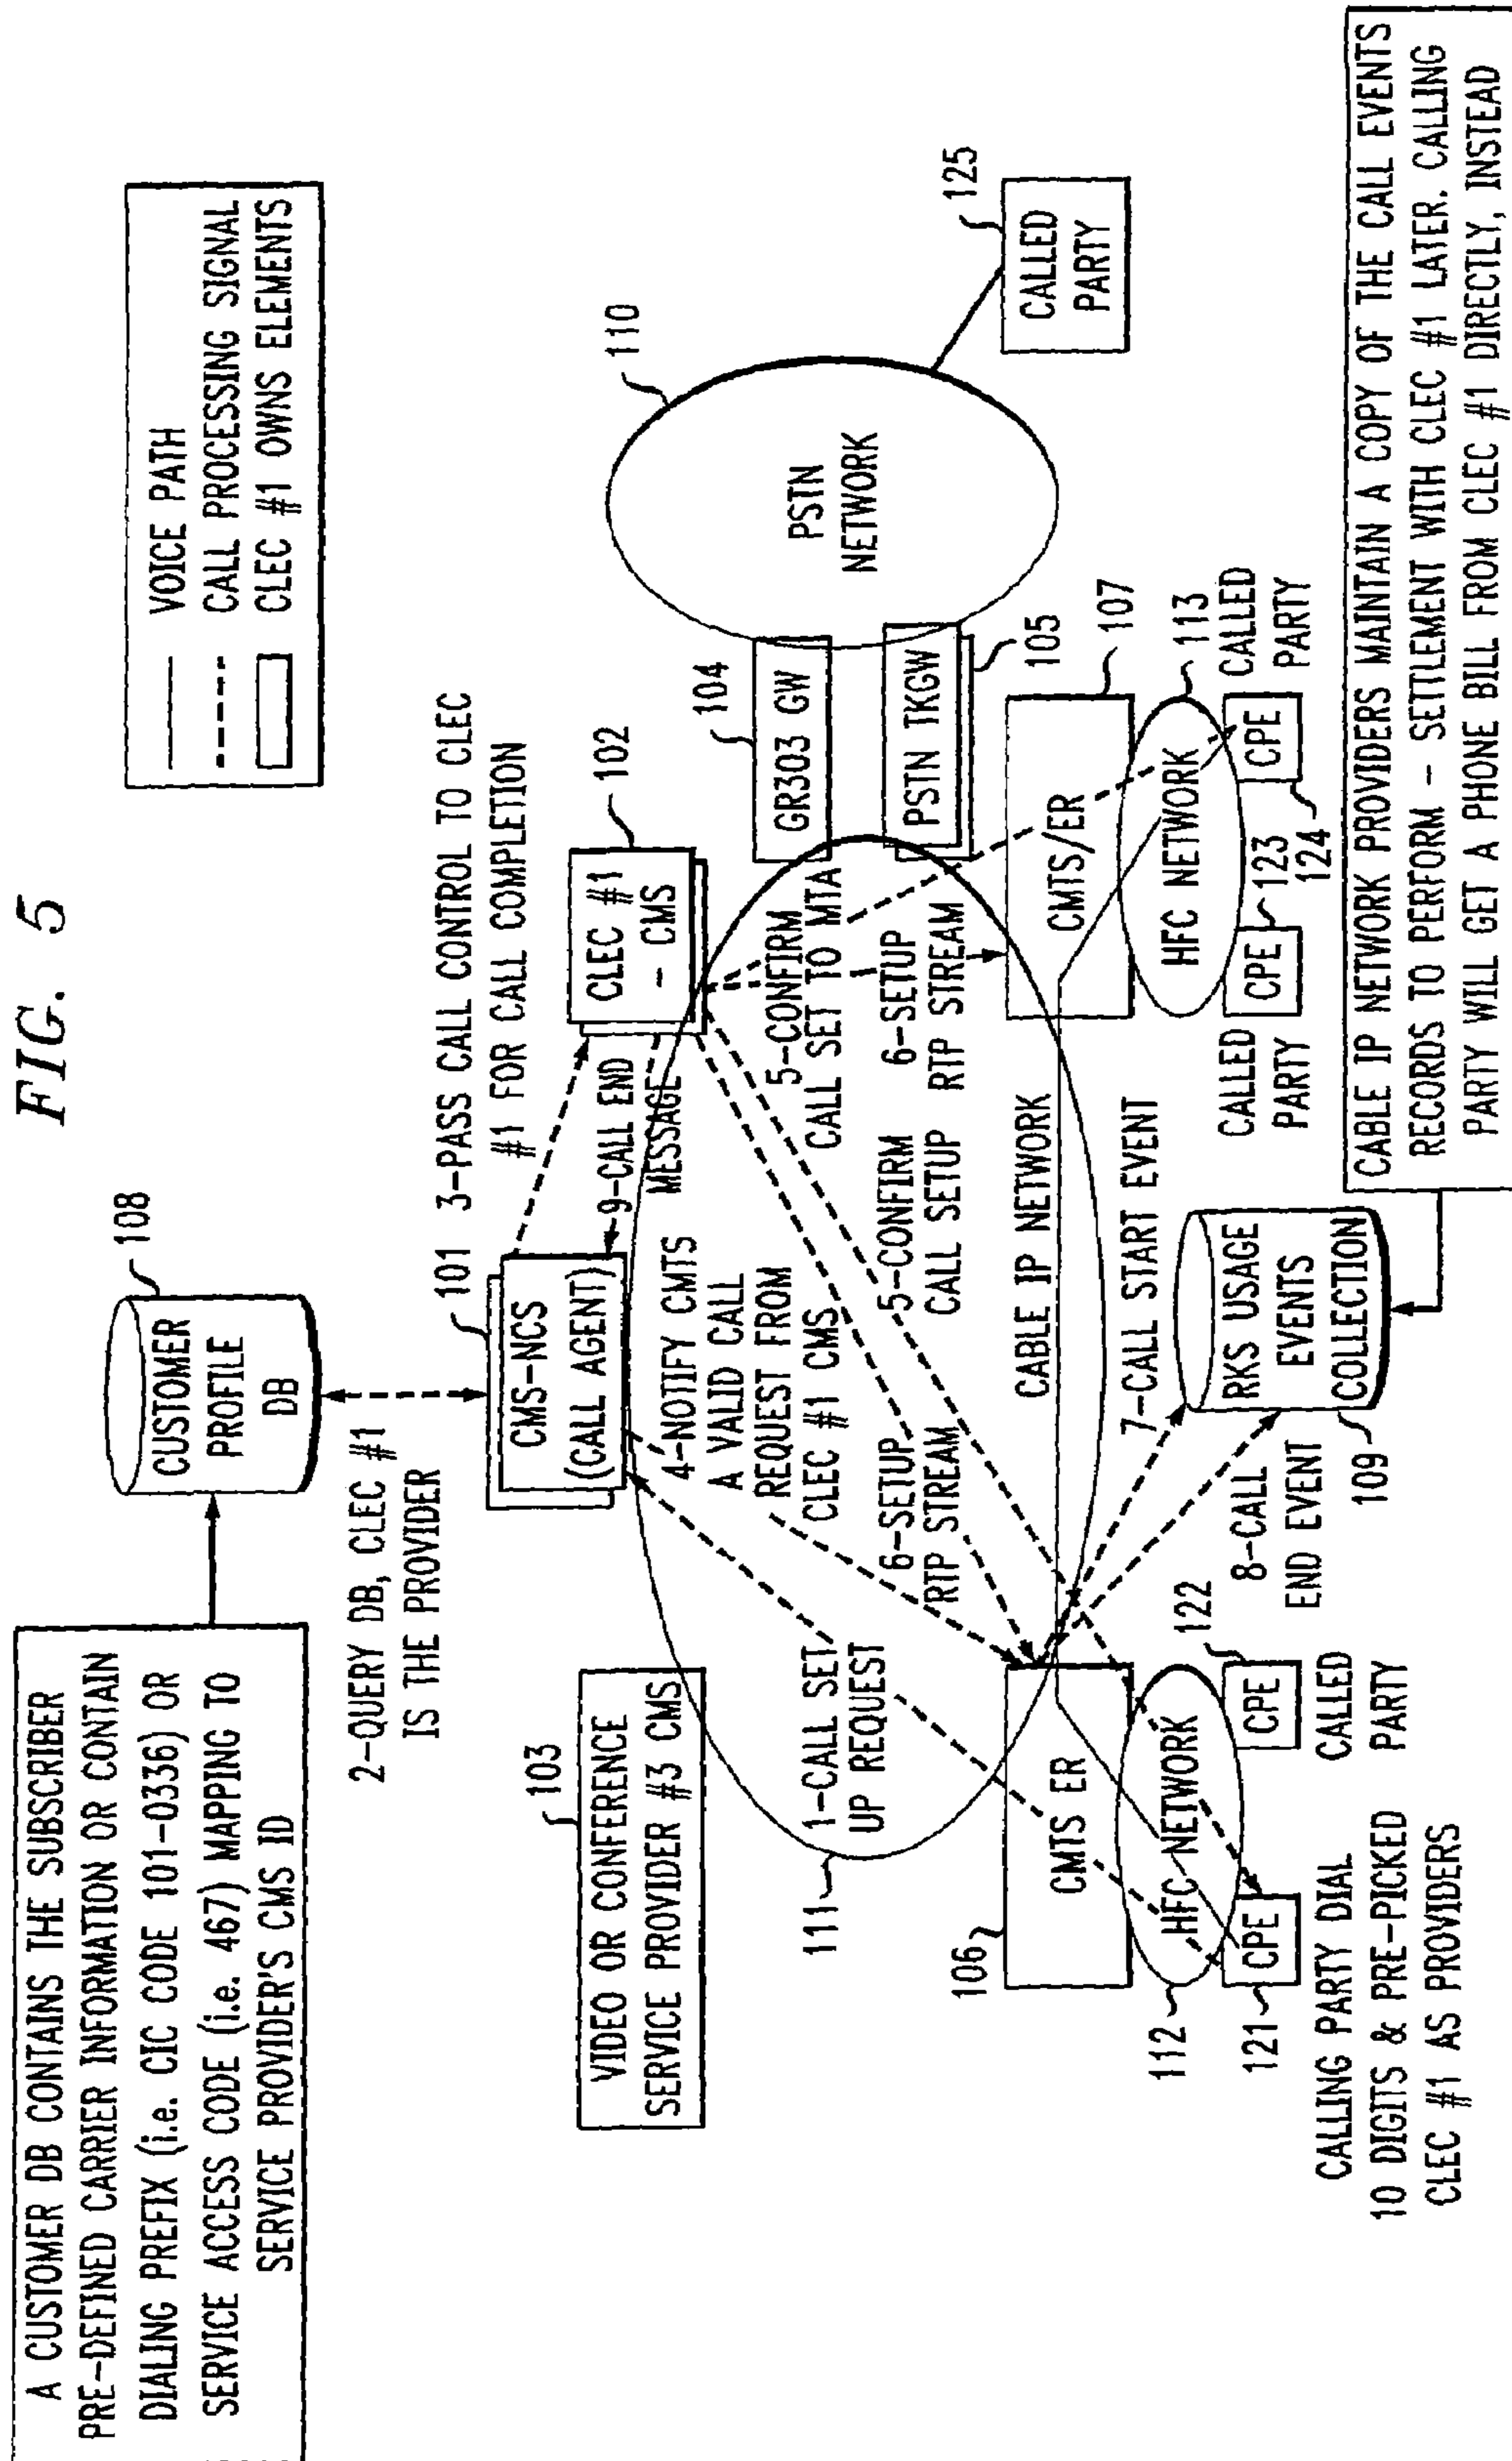 FIG. 5
A CUSTOMER DB CONTAINS THE SUBSCRIBER
PRE-DEFINED CARRIER INFORMATION OR CONTAIN
DIALING PREFIX (i.e. CIC CODE 101-0336) OR
SERVICE ACCESS CODE (i.e. 467) MAPPING TO
SERVICE PROVIDER'S CMS ID
CUSTOMER
PROFILE
DB
108
VOICE PATH
CALL PROCESSING SIGNAL
CLEC #1 OWNS ELEMENTS
2-QUERY DB, CLEC #1
IS THE PROVIDER
101
3-PASS CALL CONTROL TO CLEC
#1 FOR CALL COMPLETION
CMS-NCS
(CALL AGENT)
102
CLEC #1
- CMS
103
VIDEO OR CONFERENCE
SERVICE PROVIDER #3 CMS
9-CALL END
MESSAGE
4-NOTIFY CMTS
A VALID CALL
REQUEST FROM
CLEC #1 CMS
104
GR303 GW
110
PSTN
NETWORK
PSTN TKGW
105
125
CALLED
PARTY
111
1-CALL SET
UP REQUEST
6-SETUP
RTP STREAM
5-CONFIRM
CALL SETUP
5-CONFIRM
CALL SET TO MTA
6-SETUP
RTP STREAM
CABLE IP NETWORK
106
CMTS ER
CMTS/ER
107
7-CALL START EVENT
112
HFC NETWORK
HFC NETWORK
113
121
CPE
CPE
122
8-CALL
END EVENT
RKS USAGE
EVENTS
COLLECTION
109
CPE
123
CPE
124
CALLED
PARTY
CALLED
PARTY
CALLED
PARTY
CALLING PARTY DIAL
10 DIGITS & PRE-PICKED
CLEC #1 AS PROVIDERS
CABLE IP NETWORK PROVIDERS MAINTAIN A COPY OF THE CALL EVENTS
RECORDS TO PERFORM - SETTLEMENT WITH CLEC #1 LATER. CALLING
PARTY WILL GET A PHONE BILL FROM CLEC #1 DIRECTLY, INSTEAD